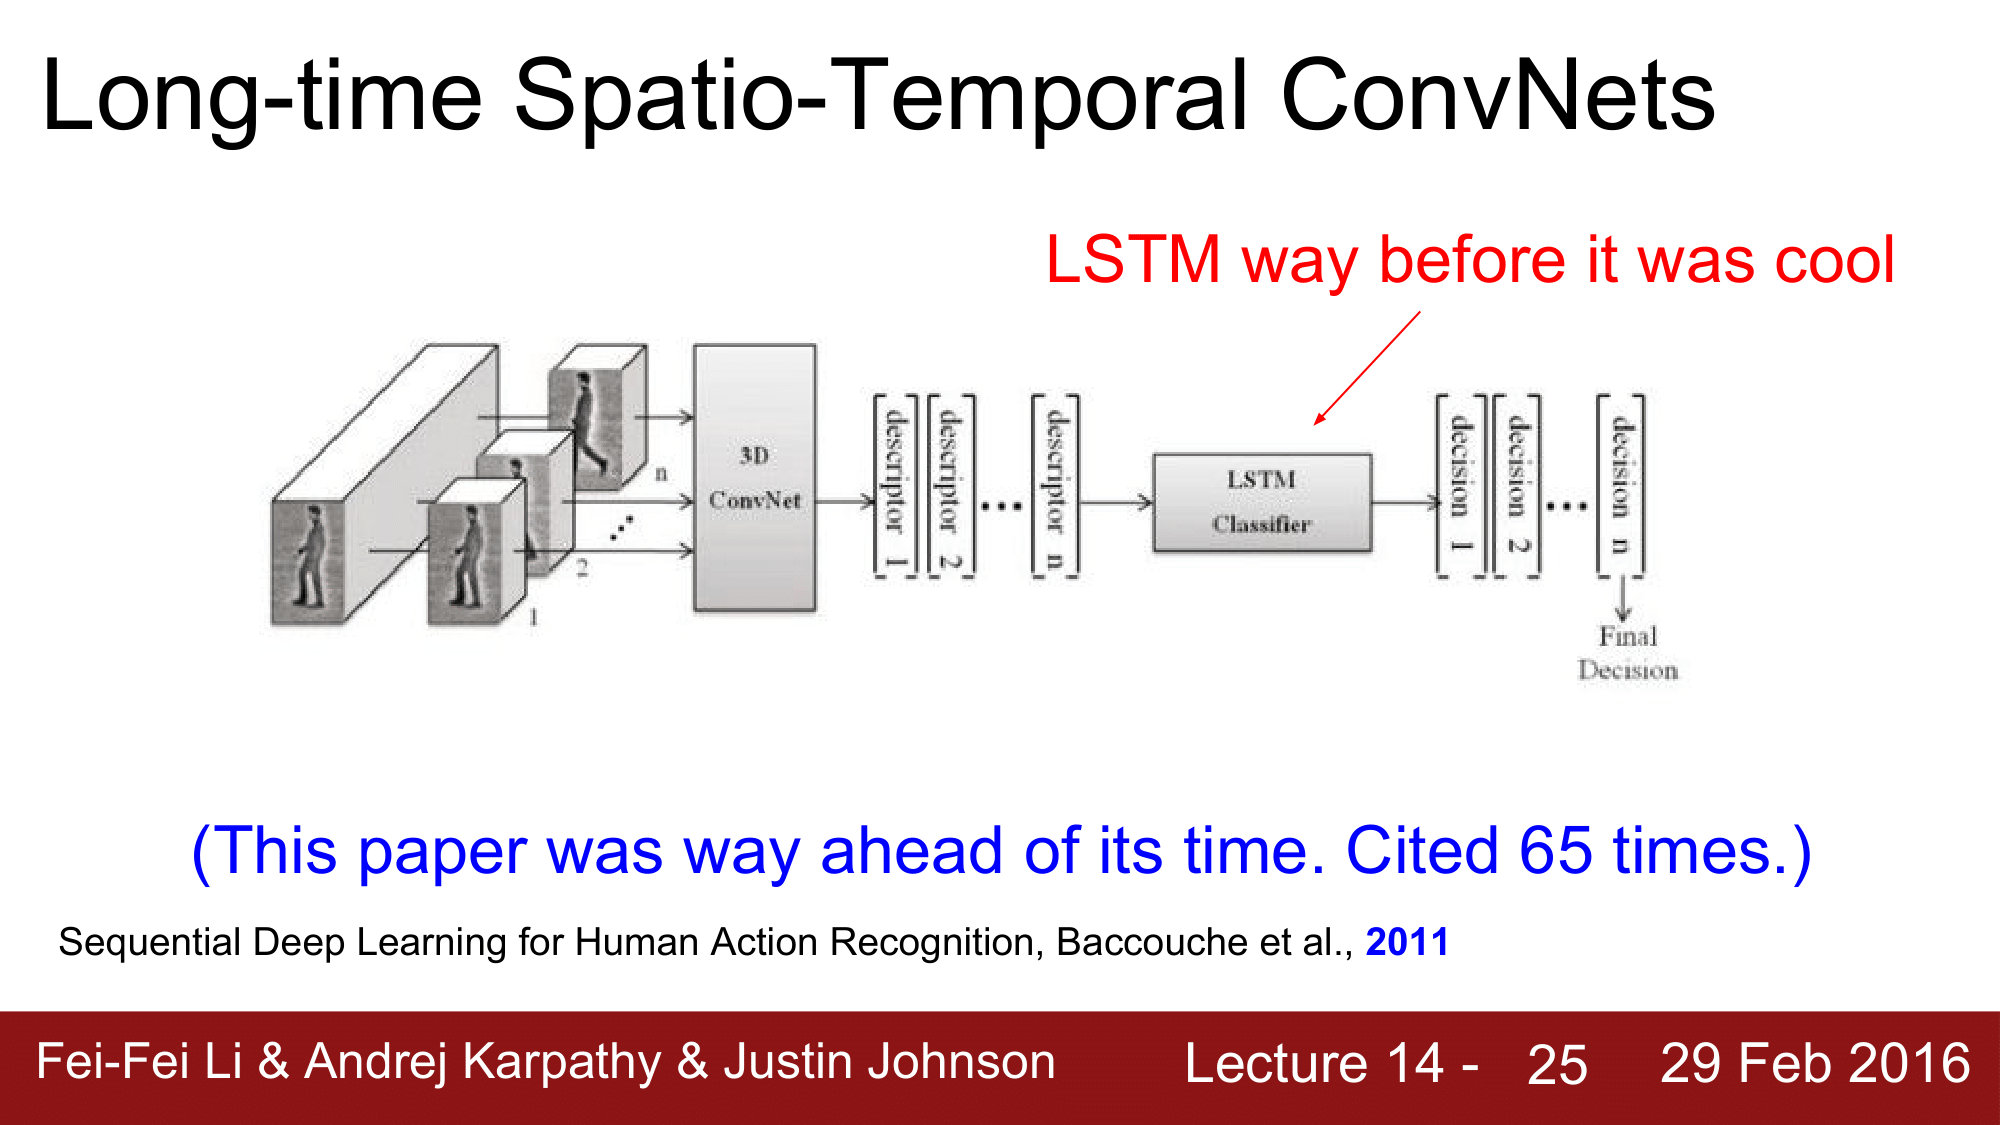 Long-time Spatio-Temporal ConvNets
LSTM way before it was cool
n
2
1
3D
ConvNet
descriptor 1
descriptor 2
...
descriptor n
LSTM
Classifier
decision 1
decision 2
...
decision n
Final
Decision
(This paper was way ahead of its time. Cited 65 times.)
Sequential Deep Learning for Human Action Recognition, Baccouche et al., 2011
Fei-Fei Li & Andrej Karpathy & Justin Johnson
Lecture 14 - 25
29 Feb 2016